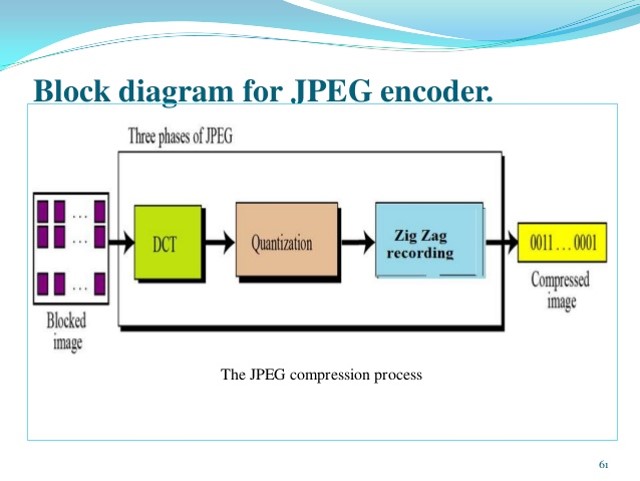 Block diagram for JPEG encoder.
Three phases of JPEG
DCT
Quantization
Zig Zag
recording
0011 ... 0001
Blocked
image
Compressed
image
The JPEG compression process
61